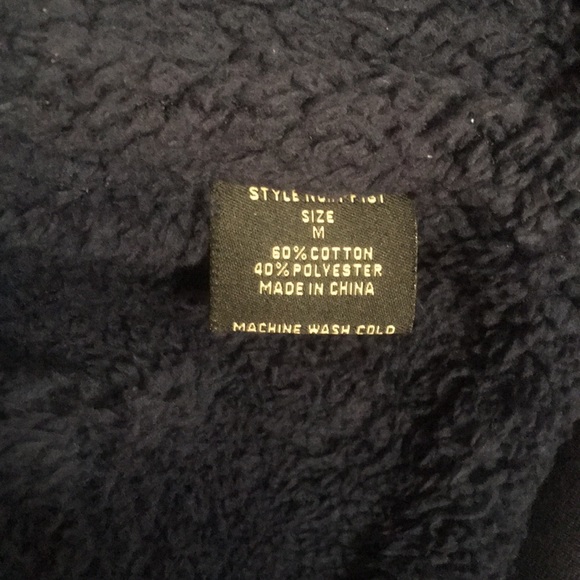 STYLE
SIZE
M
60% COTTON
40% POLYESTER
MADE IN CHINA
MACHINE WASH COLD